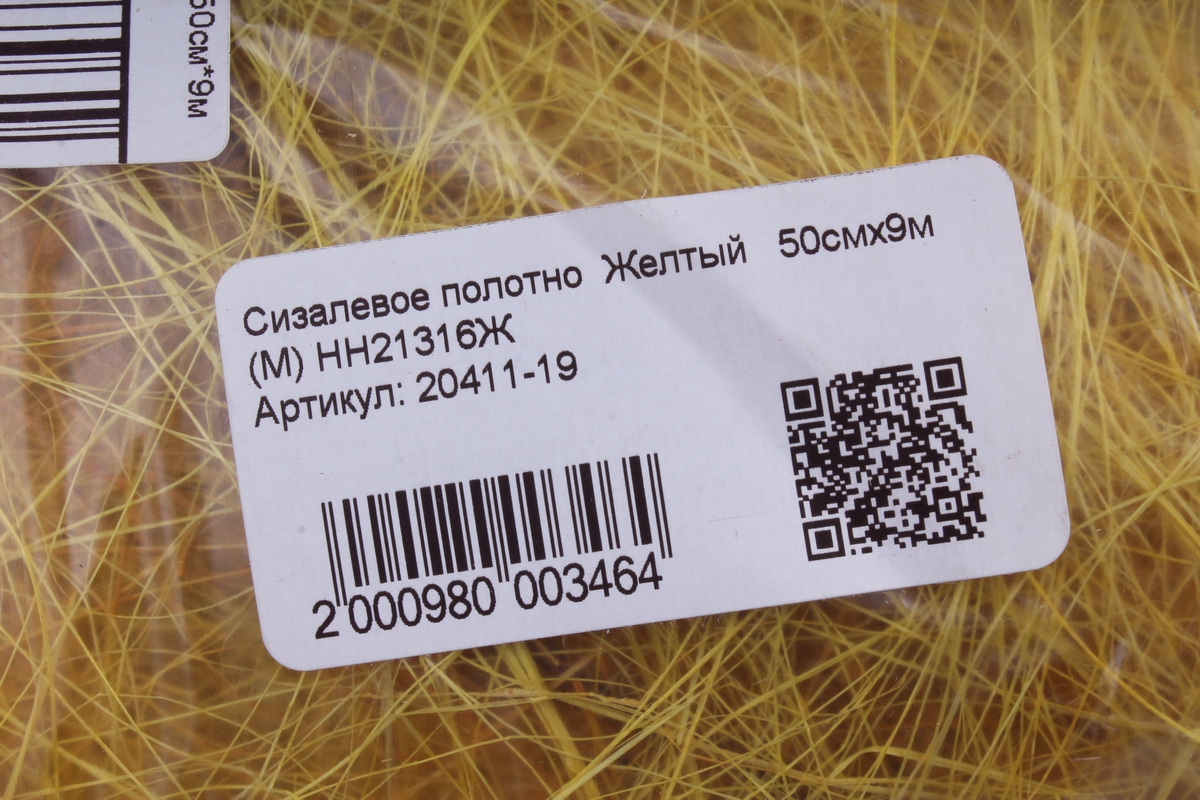 50см*9м
Сизалевое полотно Желтый 50смх9м
(М) НН21316Ж
Артикул: 20411-19
2 000980 003464